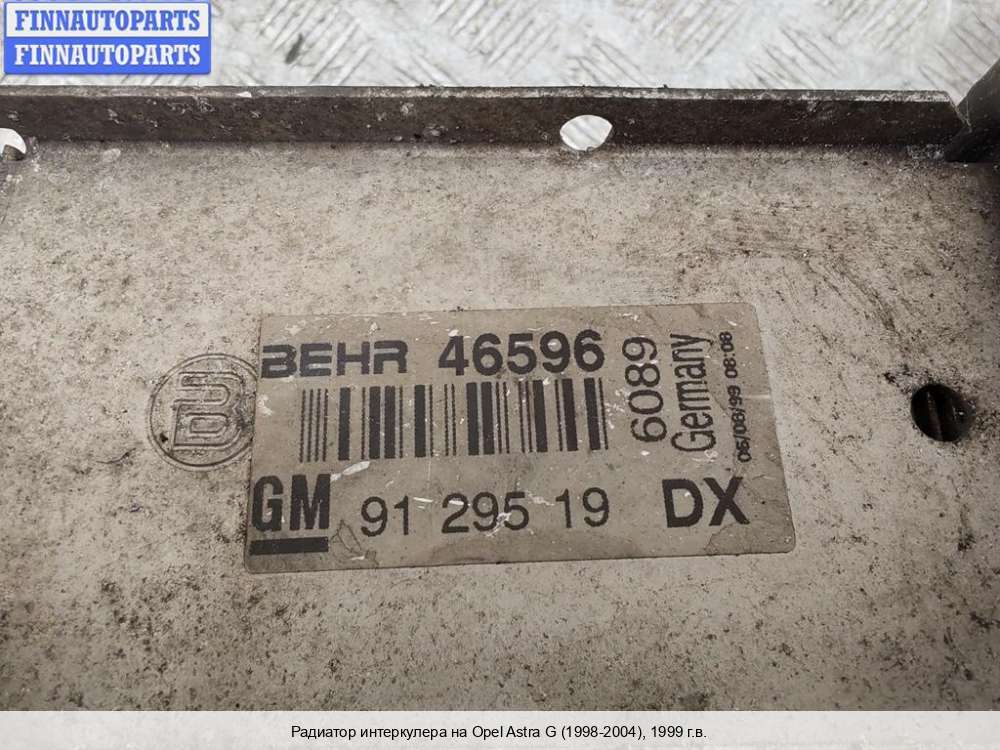 FINNAUTOPARTS
FINNAUTOPARTS
BEHR 46596
6089
Germany
06/08/99 08:08
GM 91 295 19 DX
Радиатор интеркулера на Opel Astra G (1998-2004), 1999 г.в.